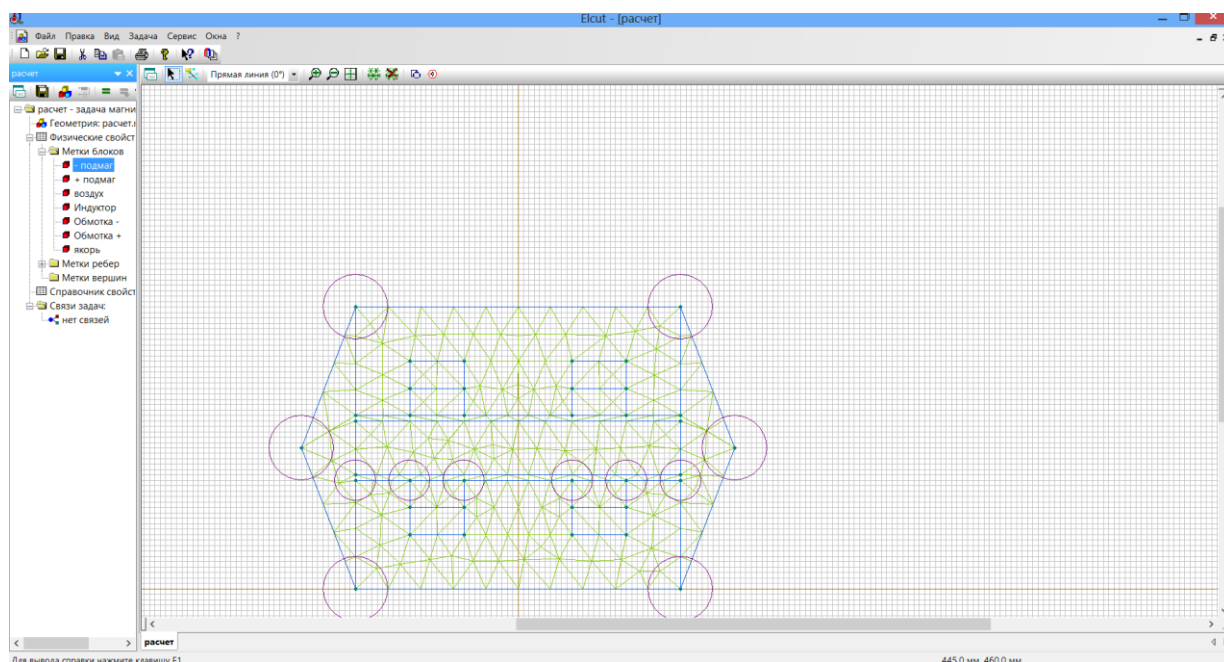 Elcut - [расчет]
Файл Правка Вид Задача Сервис Окна ?
расчет
Прямая линия (0°)
расчет - задача магни
Геометрия: расчет.
Физические свойст
Метки блоков
- подмаг
+ подмаг
воздух
Индуктор
Обмотка -
Обмотка +
якорь
Метки ребер
Метки вершин
Справочник свойст
Связи задач:
нет связей
расчет
Для вывода справки нажмите клавишу F1
445.0 мм, 460.0 мм